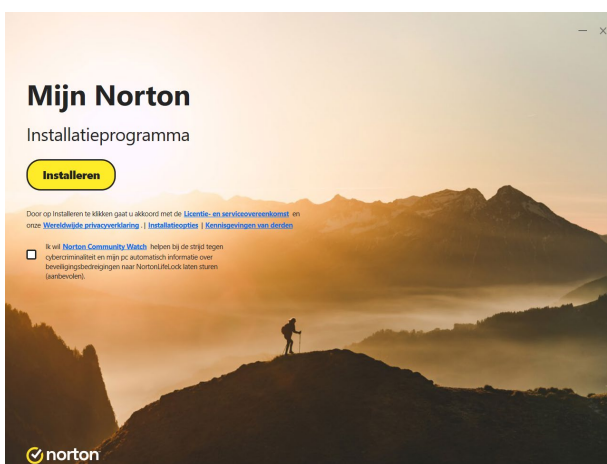 Mijn Norton
Installatieprogramma
Installeren
Door op Installeren te klikken gaat u akkoord met de Licentie- en serviceovereenkomst en
onze Wereldwijde privacyverklaring . | Installatieopties | Kennisgevingen van derden
Ik wil Norton Community Watch helpen bij de strijd tegen
cybercriminaliteit en mijn pc automatisch informatie over
beveiligingsbedreigingen naar NortonLifeLock laten sturen
(aanbevolen).
norton